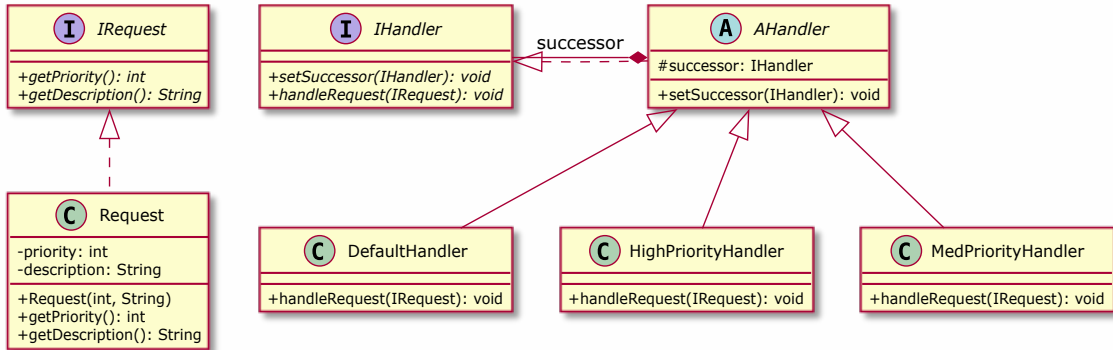 I IRequest
+getPriority(): int
+getDescription(): String
I IHandler
+setSuccessor(IHandler): void
+handleRequest(IRequest): void
successor
A AHandler
#successor: IHandler
+setSuccessor(IHandler): void
C Request
-priority: int
-description: String
+Request(int, String)
+getPriority(): int
+getDescription(): String
C DefaultHandler
+handleRequest(IRequest): void
C HighPriorityHandler
+handleRequest(IRequest): void
C MedPriorityHandler
+handleRequest(IRequest): void